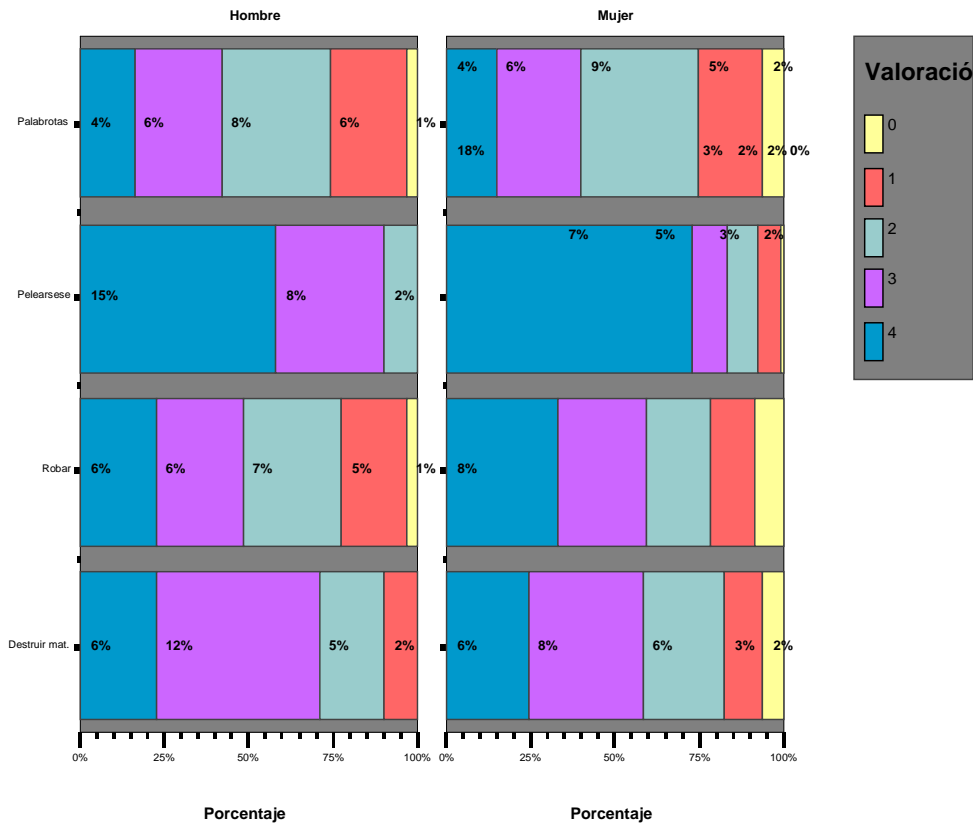 Hombre Mujer
Valoració
4% 6% 9% 5% 2%
0
Palabrotas 4% 6% 8% 6% 1%
18% 3% 2% 2% 0%
1
2
7% 5% 3% 2%
3
Pelearsese 15% 8% 2%
4
Robar 6% 6% 7% 5% 1% 8%
Destruir mat. 6% 12% 5% 2% 6% 8% 6% 3% 2%
0% 25% 50% 75% 100% 0% 25% 50% 75% 100%
Porcentaje Porcentaje